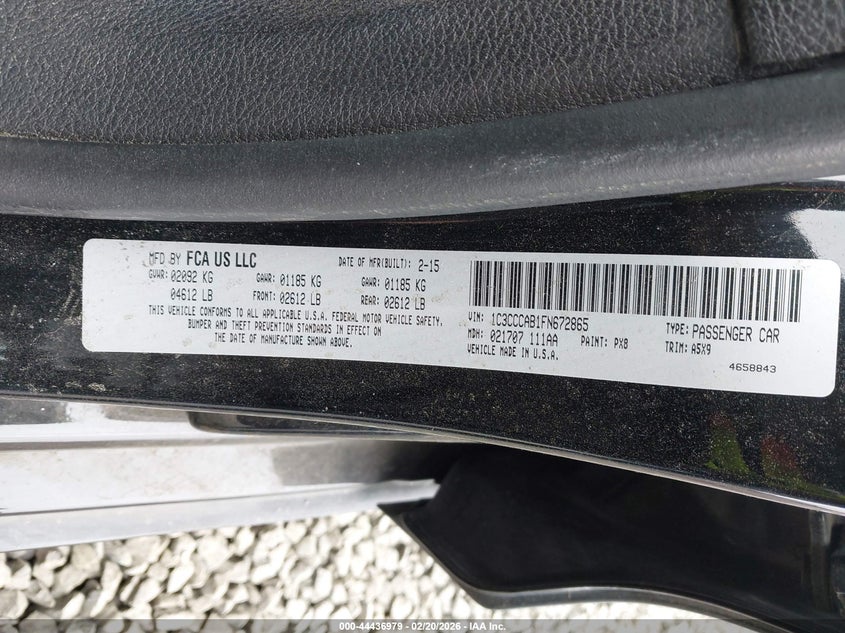 MFD BY FCA US LLC
DATE OF MFR(BUILT): 2-15
GVWR: 02092 KG GAWR: 01185 KG GAWR: 01185 KG
04612 LB FRONT: 02612 LB REAR: 02612 LB
THIS VEHICLE CONFORMS TO ALL APPLICABLE U.S.A. FEDERAL MOTOR VEHICLE SAFETY,
BUMPER AND THEFT PREVENTION STANDARDS IN EFFECT ON
THE DATE OF MANUFACTURE SHOWN ABOVE.
VIN: 1C3CCCAB1FN672865 TYPE: PASSENGER CAR
MDH: 021707 111AA PAINT: PX8 TRIM: A5X9
VEHICLE MADE IN U.S.A.
4658843
000-44436979 - 02/20/2026 - IAA Inc.